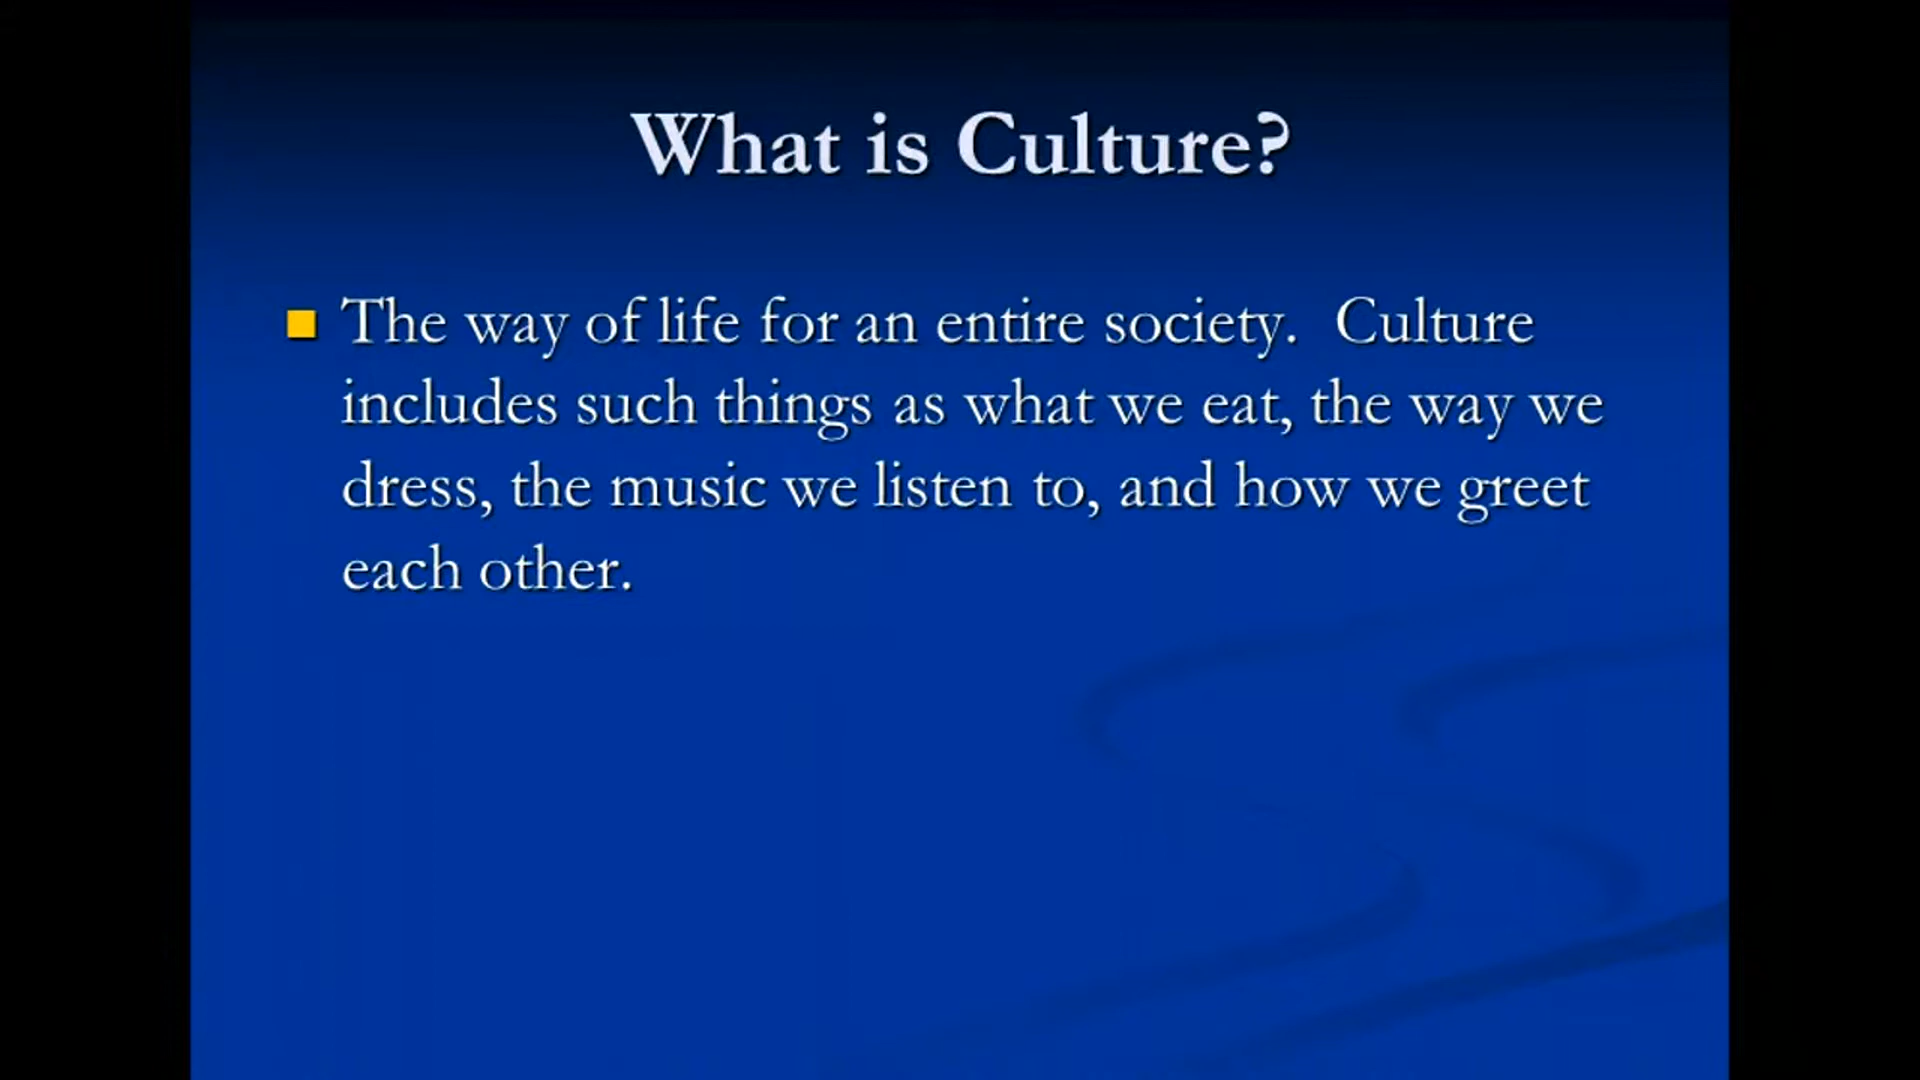 What is Culture?
The way of life for an entire society.  Culture
includes such things as what we eat, the way we
dress, the music we listen to, and how we greet
each other.